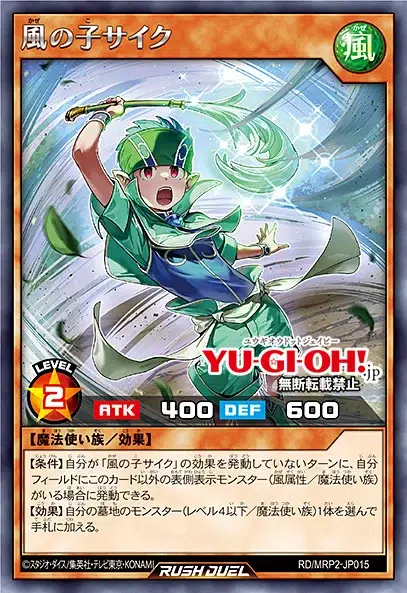 風の子サイク
風
ユウギオウドットジェイピー
YU-GI-OH!.jp
無断転載禁止
LEVEL
2
ATK 400 DEF 600
【魔法使い族/効果】
【条件】自分が「風の子サイク」の効果を発動していないターンに、自分
フィールドにこのカード以外の表側表示モンスター(風属性/魔法使い族)
がいる場合に発動できる。
【効果】自分の墓地のモンスター(レベル4以下/魔法使い族)1体を選んで
手札に加える。
©スタジオ・ダイス/集英社・テレビ東京・KONAMI
RUSH DUEL
RD/MRP2-JP015